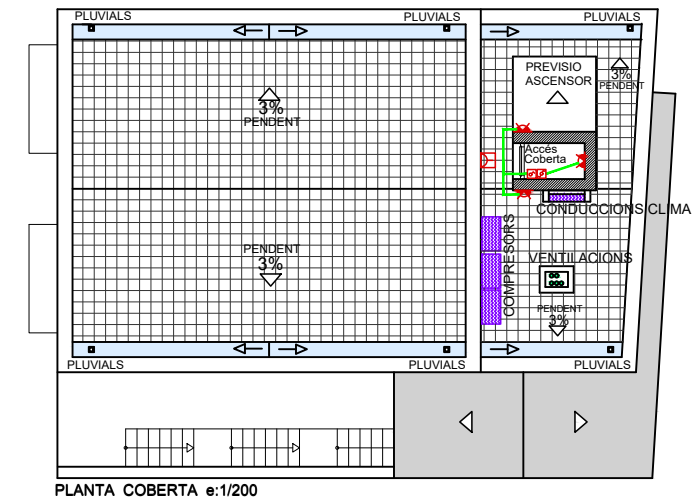 PLUVIALS
PLUVIALS
PLUVIALS
PREVISIO
ASCENSOR
3%
PENDENT
3%
PENDENT
Accés
Coberta
CONDUCCIONS CLIMA
COMPRESORS
PENDENT
3%
VENTILACIONS
PENDENT
3%
PLUVIALS
PLUVIALS
PLUVIALS
PLANTA COBERTA e:1/200